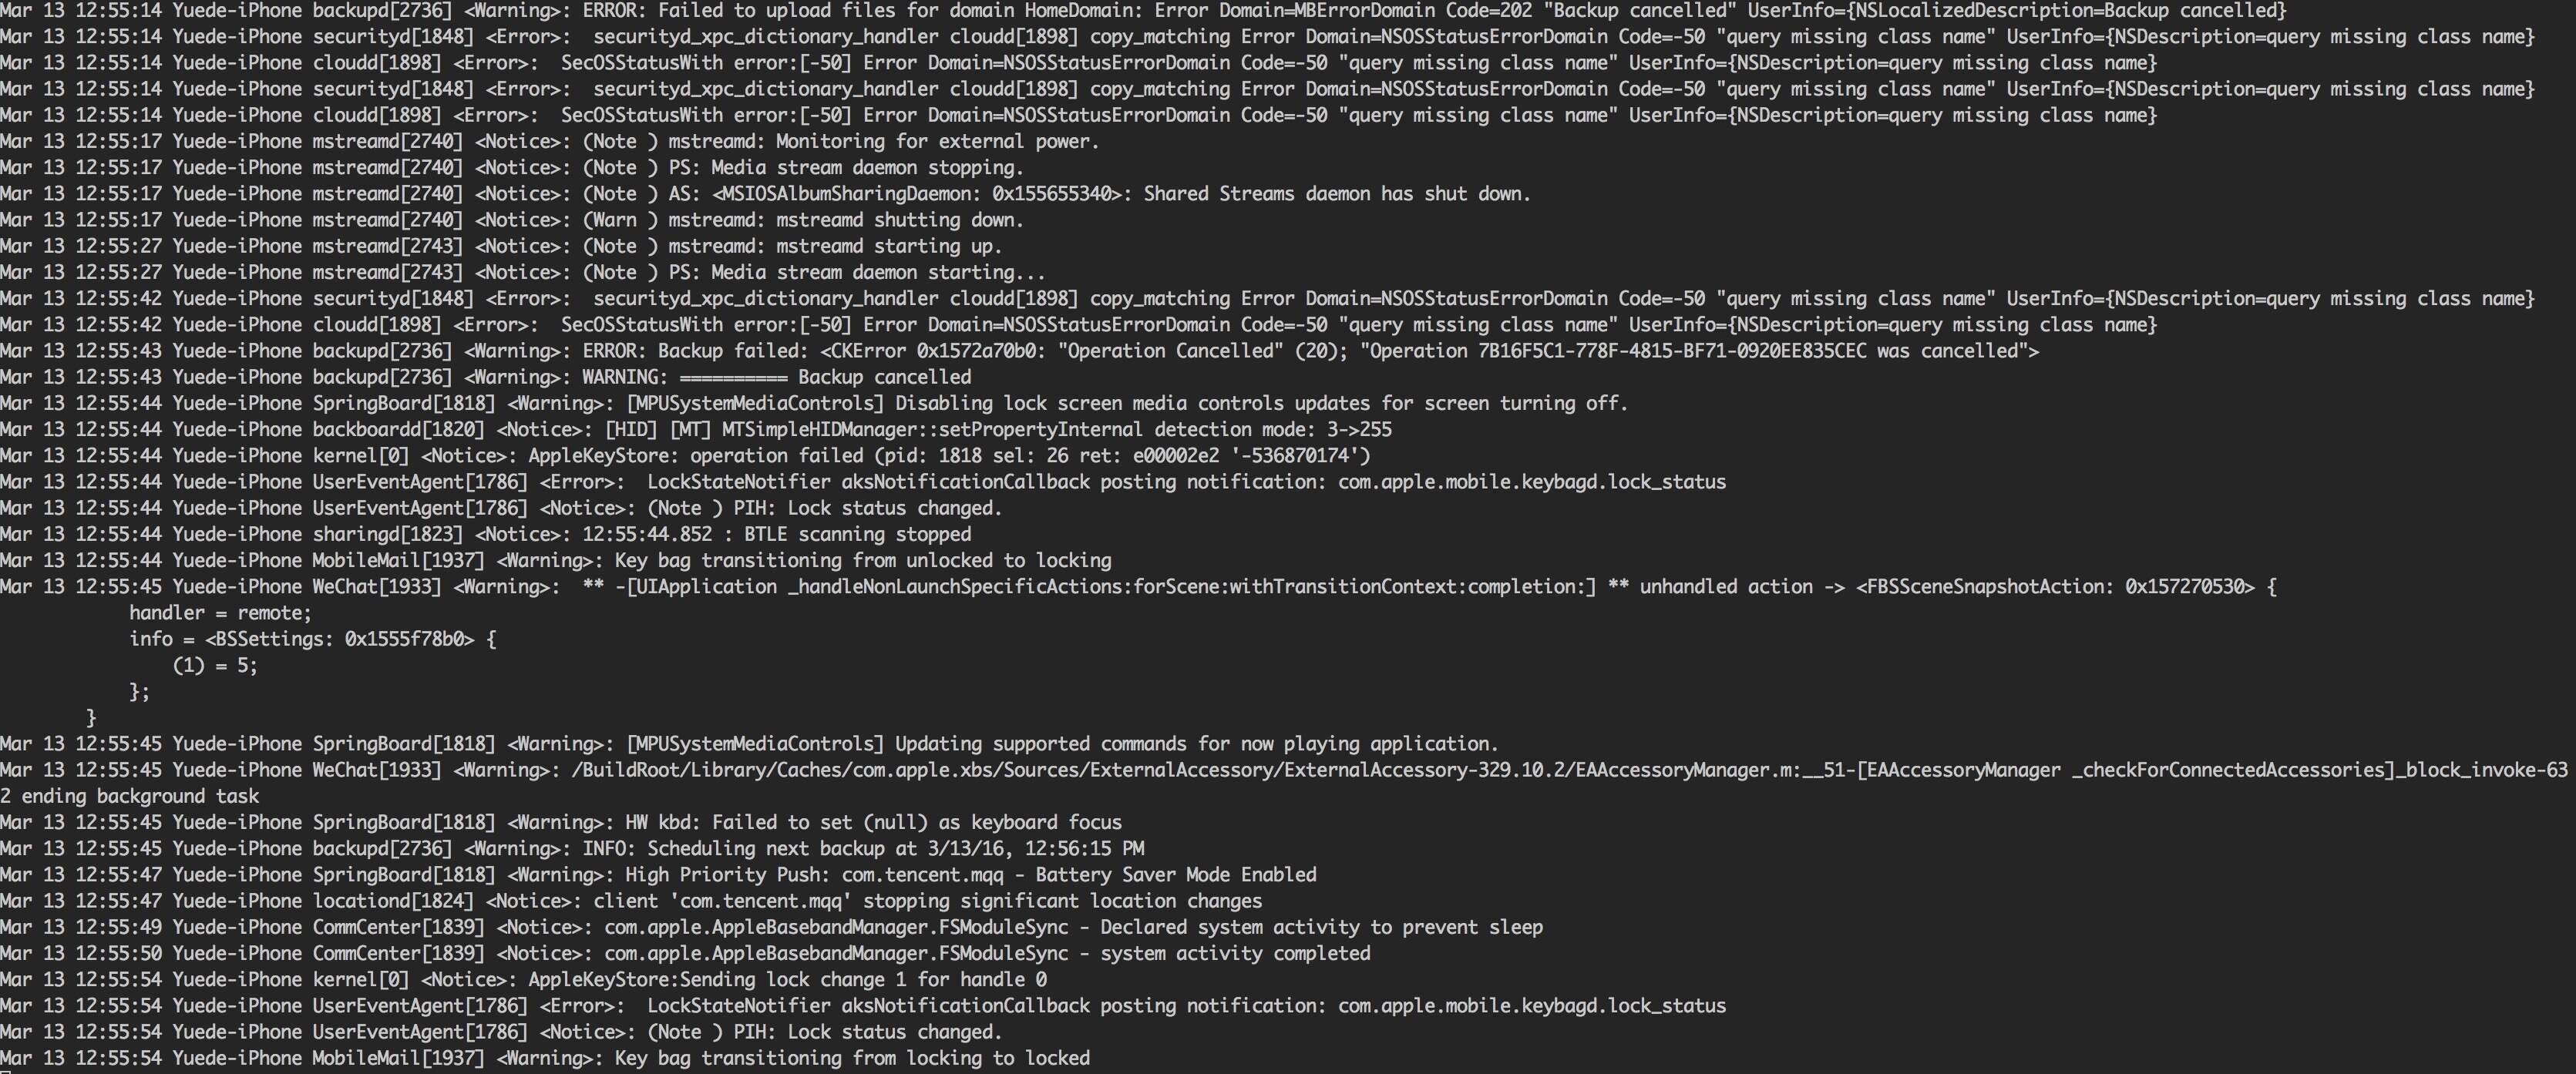 Mar 13 12:55:14 Yuede-iPhone backupd[2736] <Warning>: ERROR: Failed to upload files for domain HomeDomain: Error Domain=MBErrorDomain Code=202 "Backup cancelled" UserInfo={NSLocalizedDescription=Backup cancelled}
Mar 13 12:55:14 Yuede-iPhone securityd[1848] <Error>:  securityd_xpc_dictionary_handler cloudd[1898] copy_matching Error Domain=NSOSStatusErrorDomain Code=-50 "query missing class name" UserInfo={NSDescription=query missing class name}
Mar 13 12:55:14 Yuede-iPhone cloudd[1898] <Error>:  SecOSStatusWith error:[-50] Error Domain=NSOSStatusErrorDomain Code=-50 "query missing class name" UserInfo={NSDescription=query missing class name}
Mar 13 12:55:14 Yuede-iPhone securityd[1848] <Error>:  securityd_xpc_dictionary_handler cloudd[1898] copy_matching Error Domain=NSOSStatusErrorDomain Code=-50 "query missing class name" UserInfo={NSDescription=query missing class name}
Mar 13 12:55:14 Yuede-iPhone cloudd[1898] <Error>:  SecOSStatusWith error:[-50] Error Domain=NSOSStatusErrorDomain Code=-50 "query missing class name" UserInfo={NSDescription=query missing class name}
Mar 13 12:55:17 Yuede-iPhone mstreamd[2740] <Notice>: (Note ) mstreamd: Monitoring for external power.
Mar 13 12:55:17 Yuede-iPhone mstreamd[2740] <Notice>: (Note ) PS: Media stream daemon stopping.
Mar 13 12:55:17 Yuede-iPhone mstreamd[2740] <Notice>: (Note ) AS: <MSIOSAlbumSharingDaemon: 0x155655340>: Shared Streams daemon has shut down.
Mar 13 12:55:17 Yuede-iPhone mstreamd[2740] <Notice>: (Warn ) mstreamd: mstreamd shutting down.
Mar 13 12:55:27 Yuede-iPhone mstreamd[2743] <Notice>: (Note ) mstreamd: mstreamd starting up.
Mar 13 12:55:27 Yuede-iPhone mstreamd[2743] <Notice>: (Note ) PS: Media stream daemon starting...
Mar 13 12:55:42 Yuede-iPhone securityd[1848] <Error>:  securityd_xpc_dictionary_handler cloudd[1898] copy_matching Error Domain=NSOSStatusErrorDomain Code=-50 "query missing class name" UserInfo={NSDescription=query missing class name}
Mar 13 12:55:42 Yuede-iPhone cloudd[1898] <Error>:  SecOSStatusWith error:[-50] Error Domain=NSOSStatusErrorDomain Code=-50 "query missing class name" UserInfo={NSDescription=query missing class name}
Mar 13 12:55:43 Yuede-iPhone backupd[2736] <Warning>: ERROR: Backup failed: <CKError 0x1572a70b0: "Operation Cancelled" (20); "Operation 7B16F5C1-778F-4815-BF71-0920EE835CEC was cancelled">
Mar 13 12:55:43 Yuede-iPhone backupd[2736] <Warning>: WARNING: ========== Backup cancelled
Mar 13 12:55:44 Yuede-iPhone SpringBoard[1818] <Warning>: [MPUSystemMediaControls] Disabling lock screen media controls updates for screen turning off.
Mar 13 12:55:44 Yuede-iPhone backboardd[1820] <Notice>: [HID] [MT] MTSimpleHIDManager::setPropertyInternal detection mode: 3->255
Mar 13 12:55:44 Yuede-iPhone kernel[0] <Notice>: AppleKeyStore: operation failed (pid: 1818 sel: 26 ret: e00002e2 '-536870174')
Mar 13 12:55:44 Yuede-iPhone UserEventAgent[1786] <Error>:  LockStateNotifier aksNotificationCallback posting notification: com.apple.mobile.keybagd.lock_status
Mar 13 12:55:44 Yuede-iPhone UserEventAgent[1786] <Notice>: (Note ) PIH: Lock status changed.
Mar 13 12:55:44 Yuede-iPhone sharingd[1823] <Notice>: 12:55:44.852 : BTLE scanning stopped
Mar 13 12:55:44 Yuede-iPhone MobileMail[1937] <Warning>: Key bag transitioning from unlocked to locking
Mar 13 12:55:45 Yuede-iPhone WeChat[1933] <Warning>:  ** -[UIApplication _handleNonLaunchSpecificActions:forScene:withTransitionContext:completion:] ** unhandled action -> <FBSSceneSnapshotAction: 0x157270530> {
handler = remote;
info = <BSSettings: 0x1555f78b0> {
(1) = 5;
};
}
Mar 13 12:55:45 Yuede-iPhone SpringBoard[1818] <Warning>: [MPUSystemMediaControls] Updating supported commands for now playing application.
Mar 13 12:55:45 Yuede-iPhone WeChat[1933] <Warning>: /BuildRoot/Library/Caches/com.apple.xbs/Sources/ExternalAccessory/ExternalAccessory-329.10.2/EAAccessoryManager.m:__51-[EAAccessoryManager _checkForConnectedAccessories]_block_invoke-63
2 ending background task
Mar 13 12:55:45 Yuede-iPhone SpringBoard[1818] <Warning>: HW kbd: Failed to set (null) as keyboard focus
Mar 13 12:55:45 Yuede-iPhone backupd[2736] <Warning>: INFO: Scheduling next backup at 3/13/16, 12:56:15 PM
Mar 13 12:55:47 Yuede-iPhone SpringBoard[1818] <Warning>: High Priority Push: com.tencent.mqq - Battery Saver Mode Enabled
Mar 13 12:55:47 Yuede-iPhone locationd[1824] <Notice>: client 'com.tencent.mqq' stopping significant location changes
Mar 13 12:55:49 Yuede-iPhone CommCenter[1839] <Notice>: com.apple.AppleBasebandManager.FSModuleSync - Declared system activity to prevent sleep
Mar 13 12:55:50 Yuede-iPhone CommCenter[1839] <Notice>: com.apple.AppleBasebandManager.FSModuleSync - system activity completed
Mar 13 12:55:54 Yuede-iPhone kernel[0] <Notice>: AppleKeyStore:Sending lock change 1 for handle 0
Mar 13 12:55:54 Yuede-iPhone UserEventAgent[1786] <Error>:  LockStateNotifier aksNotificationCallback posting notification: com.apple.mobile.keybagd.lock_status
Mar 13 12:55:54 Yuede-iPhone UserEventAgent[1786] <Notice>: (Note ) PIH: Lock status changed.
Mar 13 12:55:54 Yuede-iPhone MobileMail[1937] <Warning>: Key bag transitioning from locking to locked